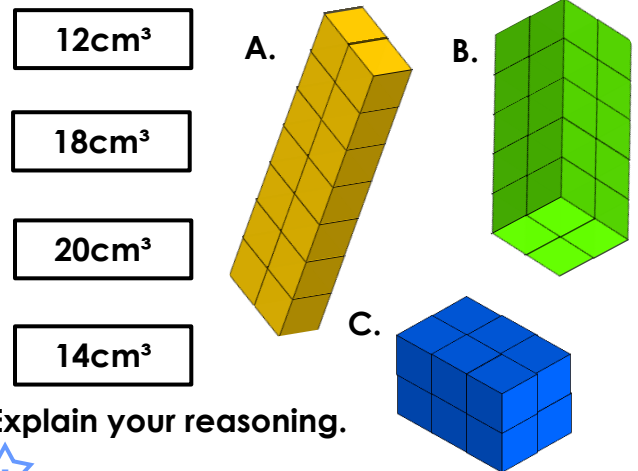 12cm³
A.
B.
18cm³
20cm³
C.
14cm³
Explain your reasoning.